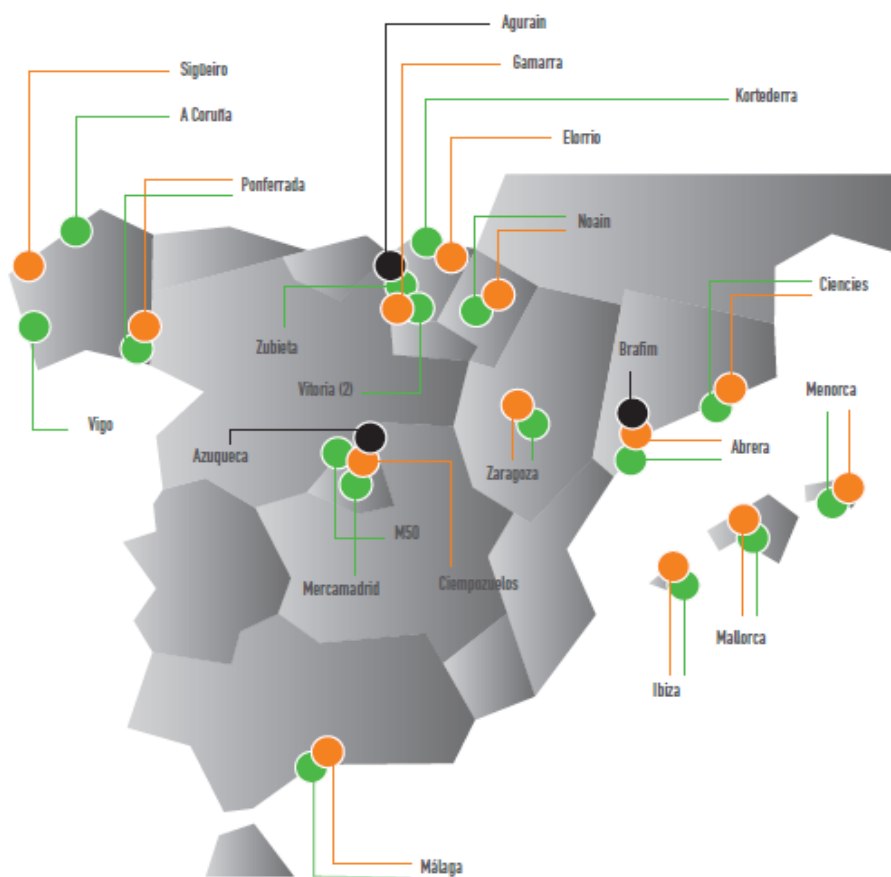 Agurain
Sigüeiro
Gamarra
Kortederra
A Coruña
Elorrio
Ponferrada
Noain
Ciencies
Zubieta
Brafim
Vitoria (2)
Menorca
Vigo
Azuqueca
Abrera
Zaragoza
M50
Mercamadrid
Ciempozuelos
Mallorca
Ibiza
Málaga